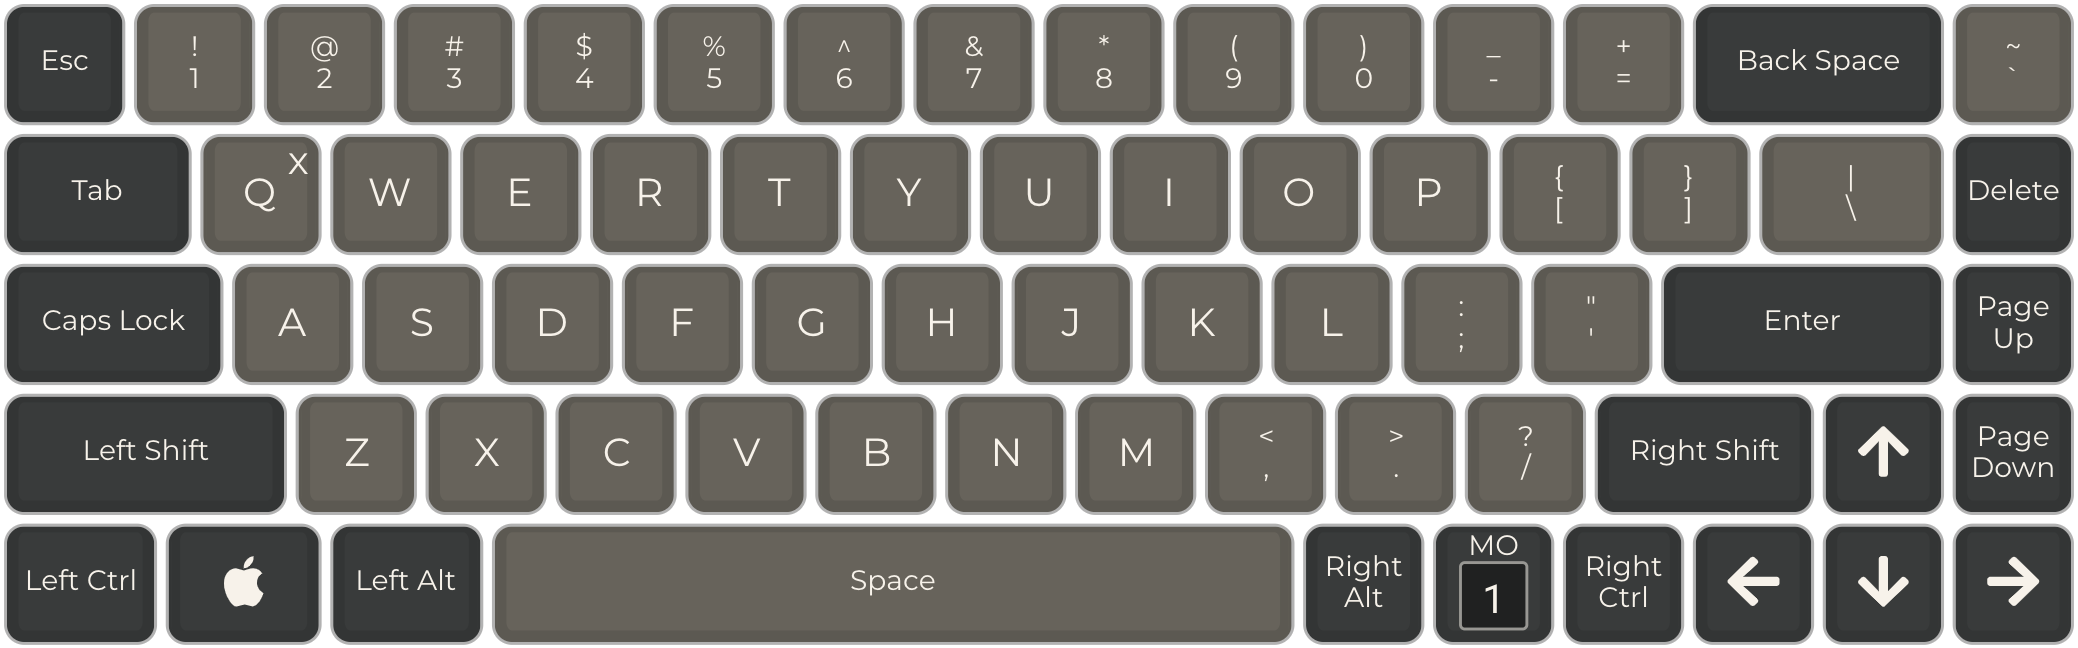 Esc ! @ # $ % ^ & * ( ) _ + Back Space ~
1 2 3 4 5 6 7 8 9 0 - = `
Tab Q X W E R T Y U I O P { } | Delete
[ ] \
Caps Lock A S D F G H J K L : " Enter Page
; ' Up
Left Shift Z X C V B N M < > ? Right Shift Page
, . / Down
Left Ctrl Left Alt Space Right MO Right
Alt 1 Ctrl